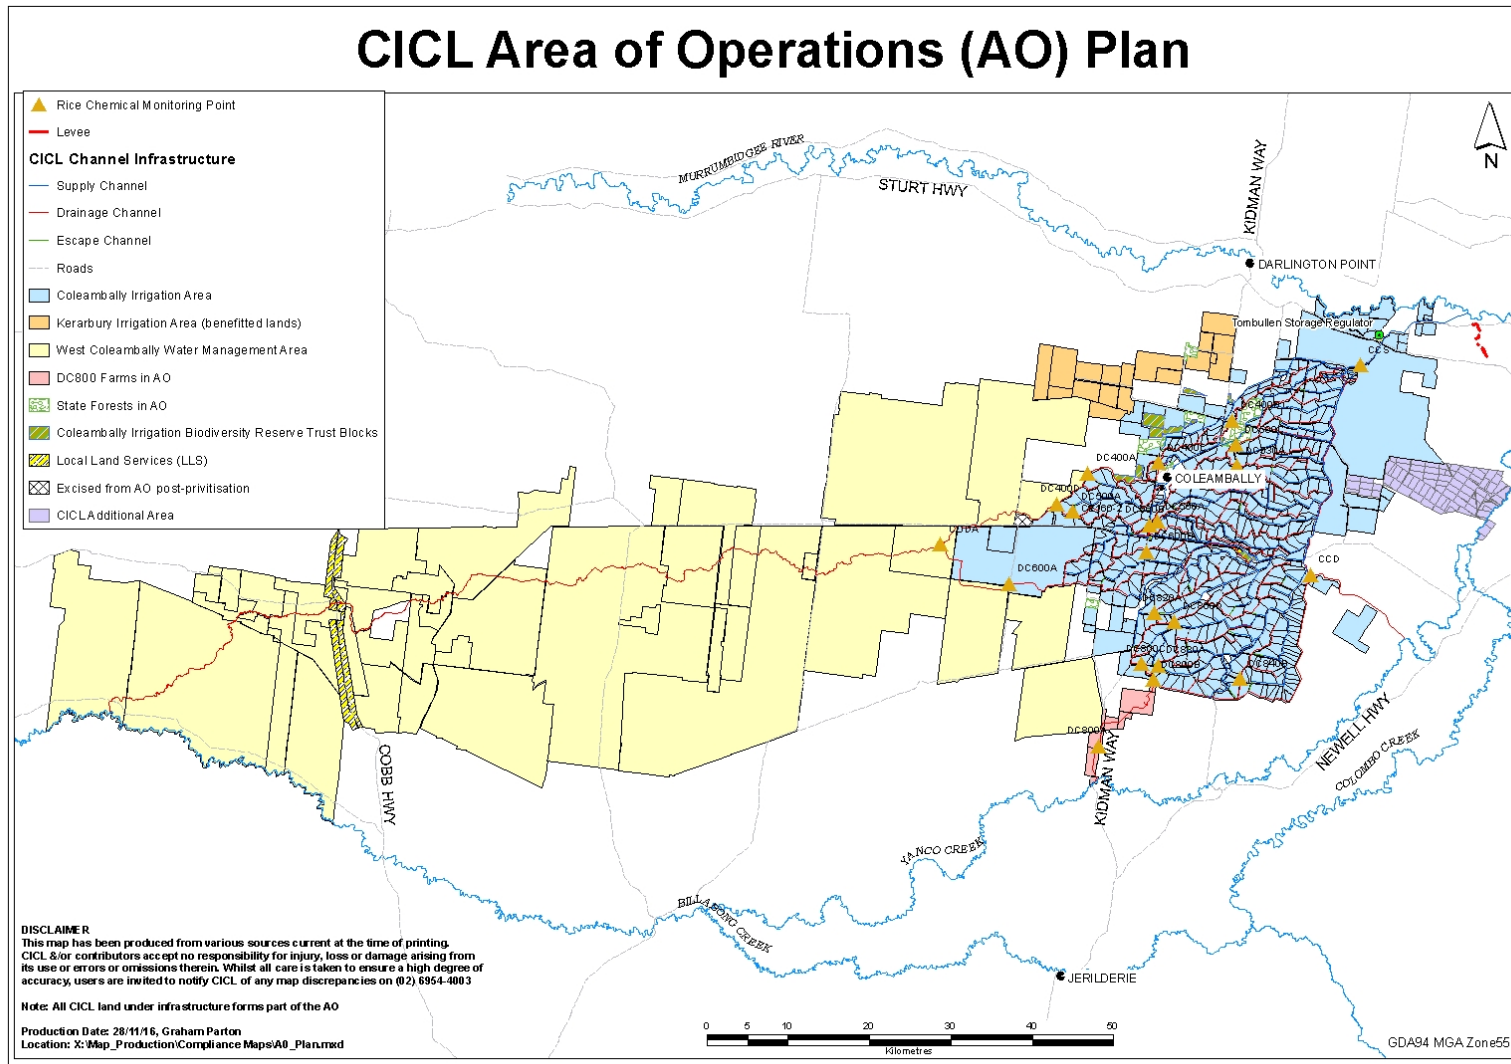 CICL Area of Operations (AO) Plan
Rice Chemical Monitoring Point
Levee
CICL Channel Infrastructure
Supply Channel
Drainage Channel
Escape Channel
Roads
Coleambally Irrigation Area
Kerarbury Irrigation Area (benefitted lands)
West Coleambally Water Management Area
DC800 Farms in AO
State Forests in AO
Coleambally Irrigation Biodiversity Reserve Trust Blocks
Local Land Services (LLS)
Excised from AO post-privitisation
CICL Additional Area
N
MURRUMBIDGEE RIVER
STURT HWY
KIDMAN WAY
DARLINGTON POINT
Tombullen Storage Regulator
CCS
DC400A
COLEAMBALLY
DC400D
DC500A
CODA
DC600A
CCD
DC820A
DC840B
DC800A
KIDMAN WAY
NEWELL HWY
COLOMBO CREEK
COBB HWY
YANCO CREEK
BILLABONG CREEK
JERILDERIE
DISCLAIMER
This map has been produced from various sources current at the time of printing.
CICL &/or contributors accept no responsibility for injury, loss or damage arising from
its use or errors or omissions therein. Whilst all care is taken to ensure a high degree of
accuracy, users are invited to notify CICL of any map discrepancies on (02) 6954-4003
Note: All CICL land under infrastructure forms part of the AO
Production Date: 28/11/16, Graham Parton
Location: X:\Map_Production\Compliance Maps\AO_Plan.mxd
0 5 10 20 30 40 50
Kilometres
GDA94 MGA Zone55